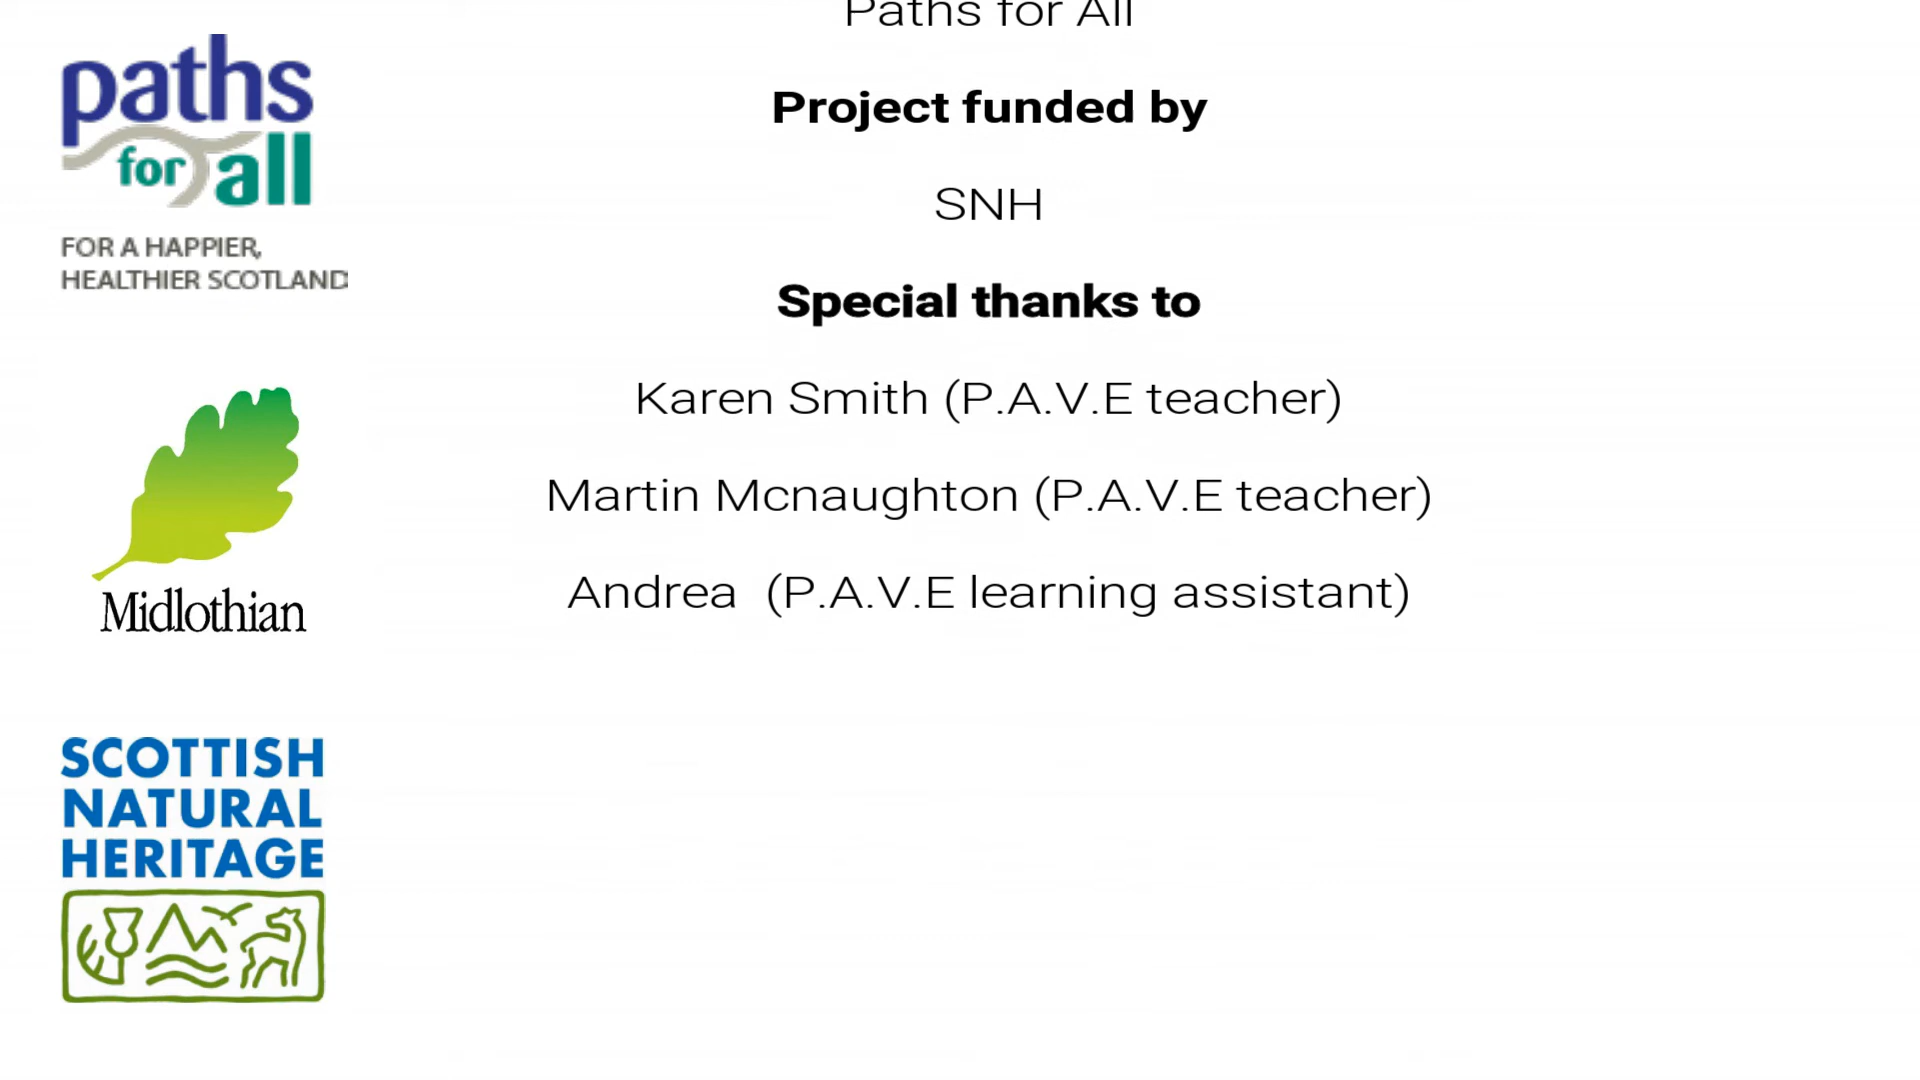 paths
for all
FOR A HAPPIER,
HEALTHIER SCOTLAND
Midlothian
SCOTTISH
NATURAL
HERITAGE
Paths for All
Project funded by
SNH
Special thanks to
Karen Smith (P.A.V.E teacher)
Martin Mcnaughton (P.A.V.E teacher)
Andrea (P.A.V.E learning assistant)